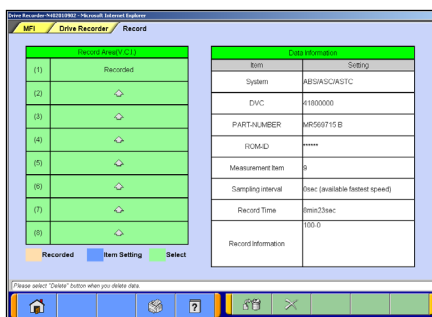 Drive Recorder-N402010902 - Microsoft Internet Explorer
MFI Drive Recorder Record
Record Area(V.C.I.)
(1) Recorded
(2)
(3)
(4)
(5)
(6)
(7)
(8)
Recorded Item Setting Select
Data Information
Item Setting
System ABS/ASC/ASTC
DVC 41800000
PART-NUMBER MR569715 B
ROM-ID ******
Measurement Item 9
Sampling interval 0sec (available fastest speed)
Record Time 8min23sec
Record Information 100-0
Please select "Delete" button when you delete data.
?